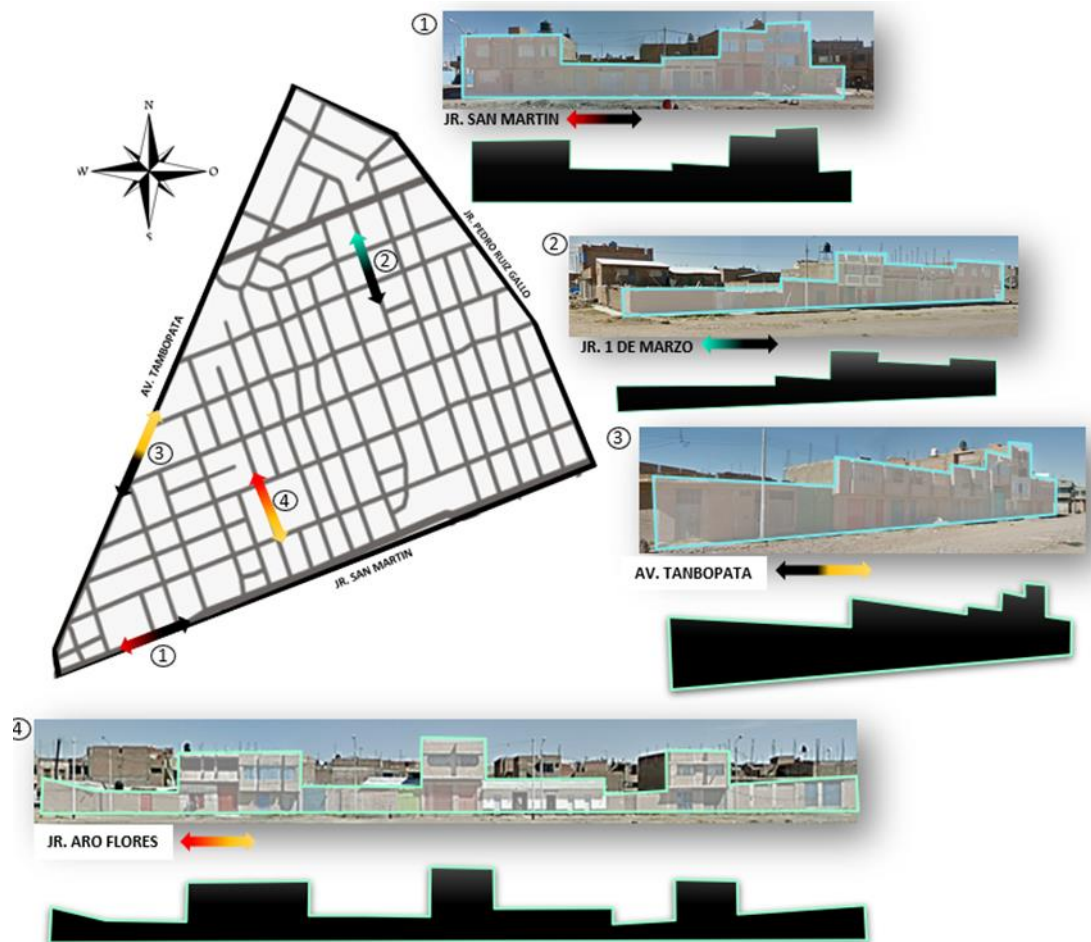 ①
JR. SAN MARTIN
N
W
O
S
JR. PEDRO RUIZ GALLO
②
②
JR. 1 DE MARZO
AV. TAMBOPATA
③
③
AV. TANBOPATA
④
JR. SAN MARTIN
①
④
JR. ARO FLORES